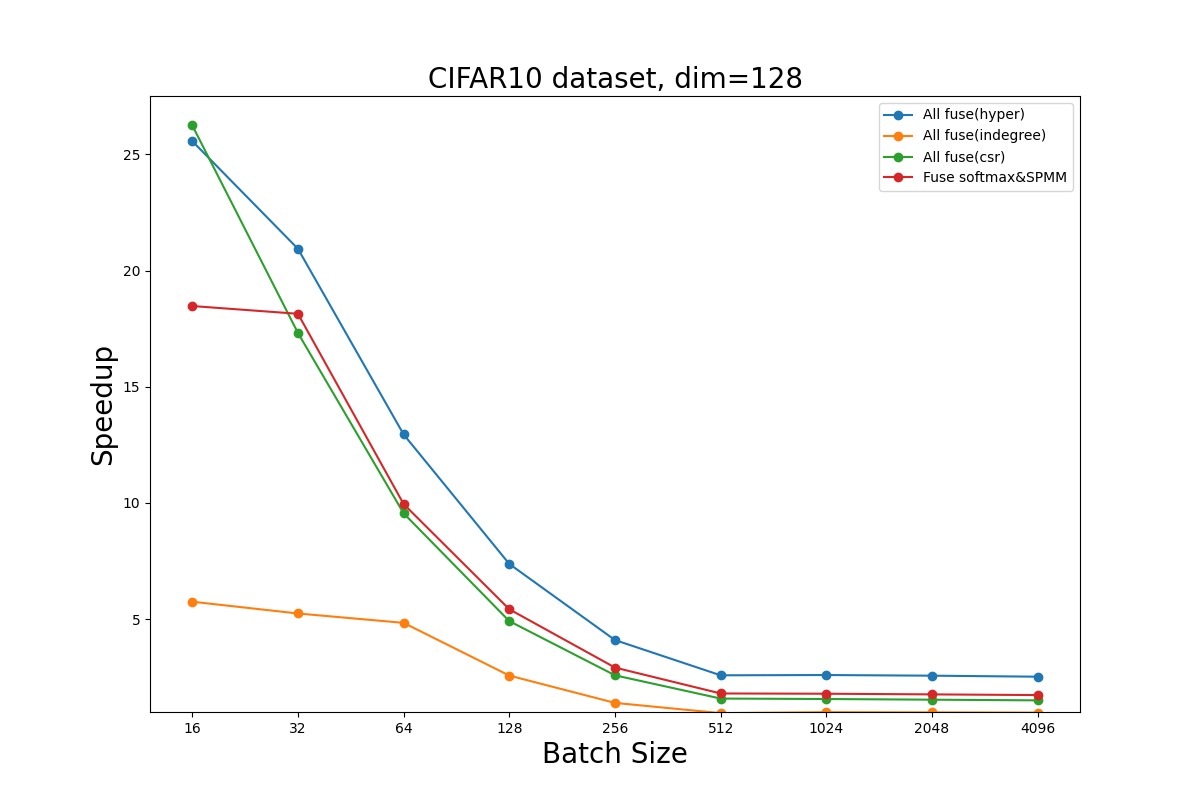 CIFAR10 dataset, dim=128
All fuse(hyper)
All fuse(indegree)
All fuse(csr)
Fuse softmax&SPMM
Speedup
25
20
15
10
5
16 32 64 128 256 512 1024 2048 4096
Batch Size